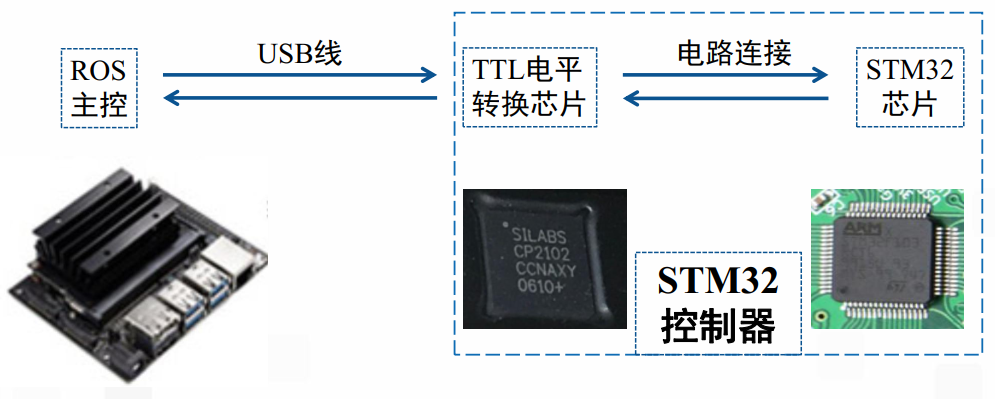 ROS
主控
USB线
TTL电平
转换芯片
电路连接
STM32
芯片
SILABS
CP2102
CCNAXY
0610+
ARM
STM32
控制器